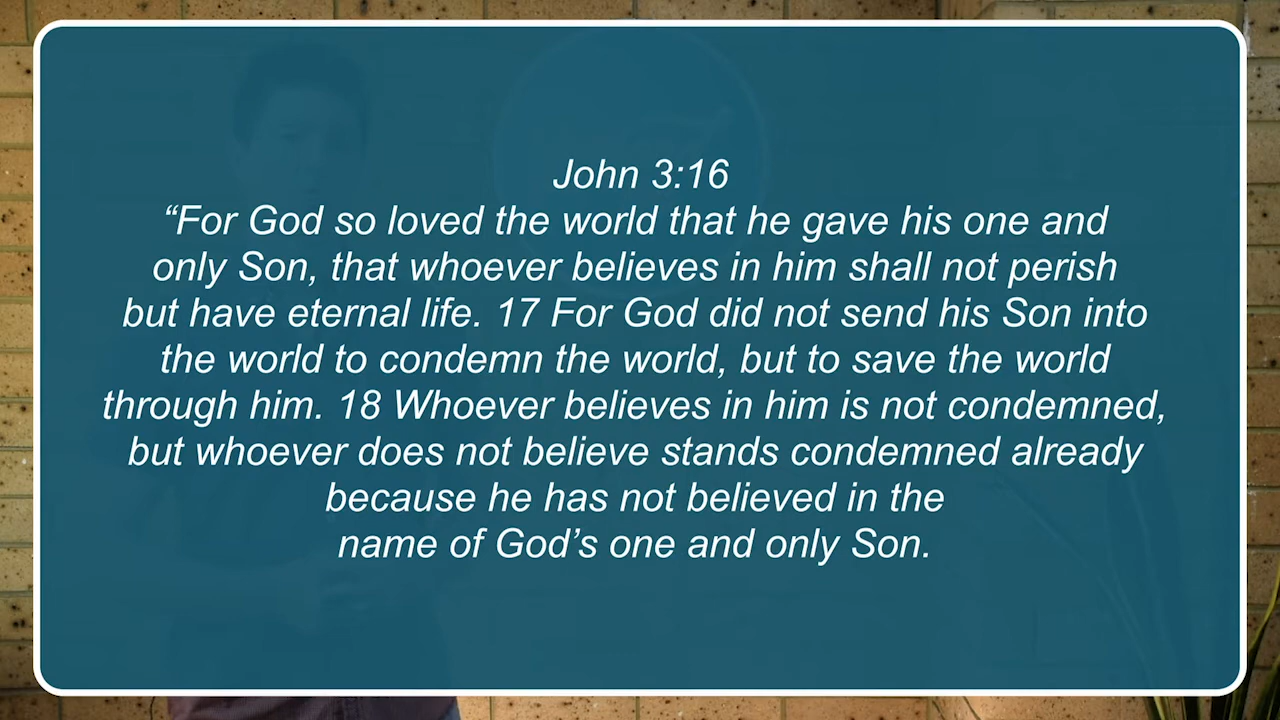 John 3:16
“For God so loved the world that he gave his one and
only Son, that whoever believes in him shall not perish
but have eternal life. 17 For God did not send his Son into
the world to condemn the world, but to save the world
through him. 18 Whoever believes in him is not condemned,
but whoever does not believe stands condemned already
because he has not believed in the
name of God’s one and only Son.